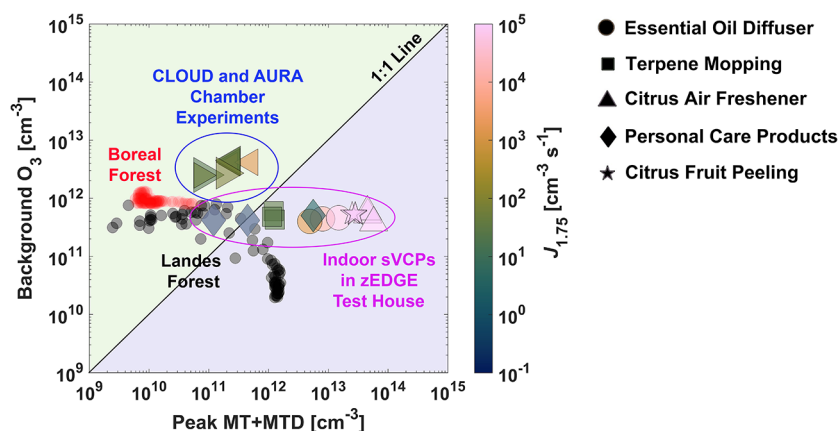 10^15
10^14
10^13
10^12
10^11
10^10
10^9
Background O_3 [cm^-3]
CLOUD and AURA
Chamber
Experiments
1:1 Line
Boreal
Forest
Landes
Forest
Indoor sVCPs
in zEDGE
Test House
10^9 10^10 10^11 10^12 10^13 10^14 10^15
Peak MT+MTD [cm^-3]
10^5
10^4
10^3
10^2
10^1
10^0
10^-1
J_1.75 [cm^-3 s^-1]
Essential Oil Diffuser
Terpene Mopping
Citrus Air Freshener
Personal Care Products
Citrus Fruit Peeling